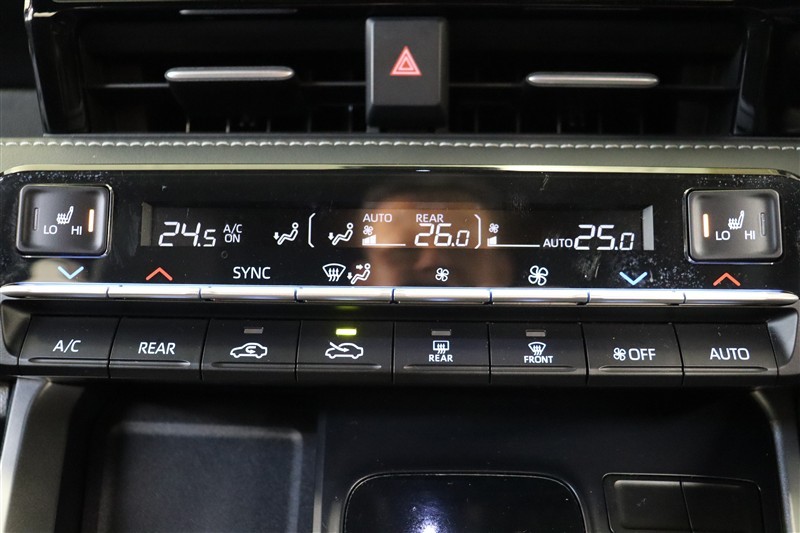 AUTO REAR
24.5 A/C ON 26.0 AUTO 25.0
LO HI LO HI
SYNC
A/C REAR REAR FRONT OFF AUTO